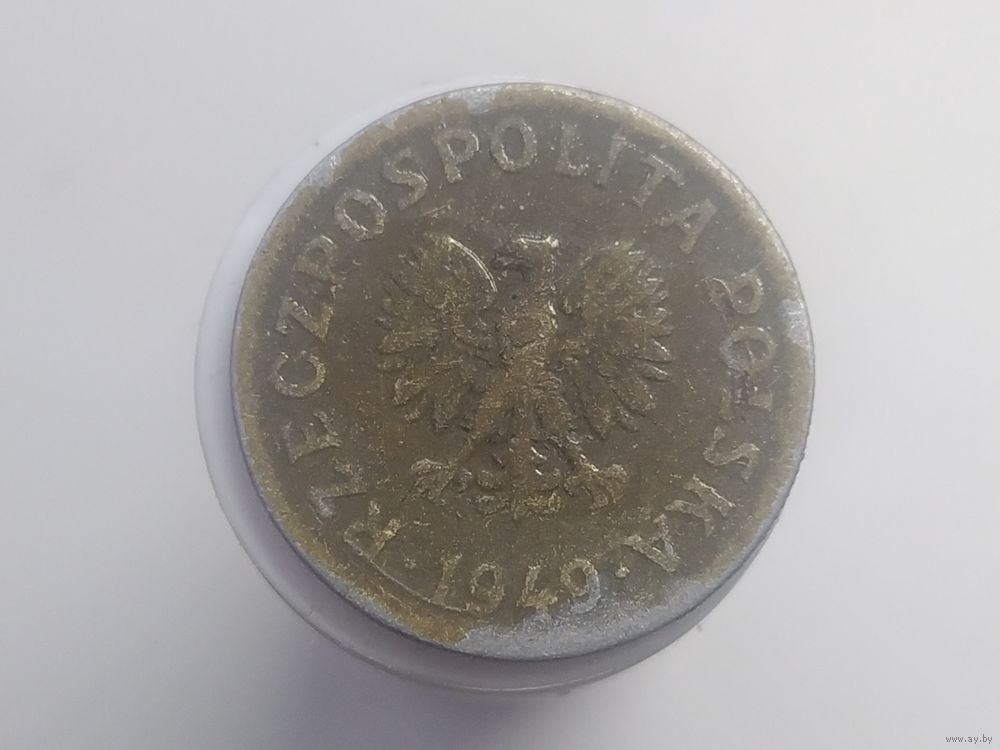 RZECZPOSPOLITA POLSKA
· 1949 ·
www.ay.by